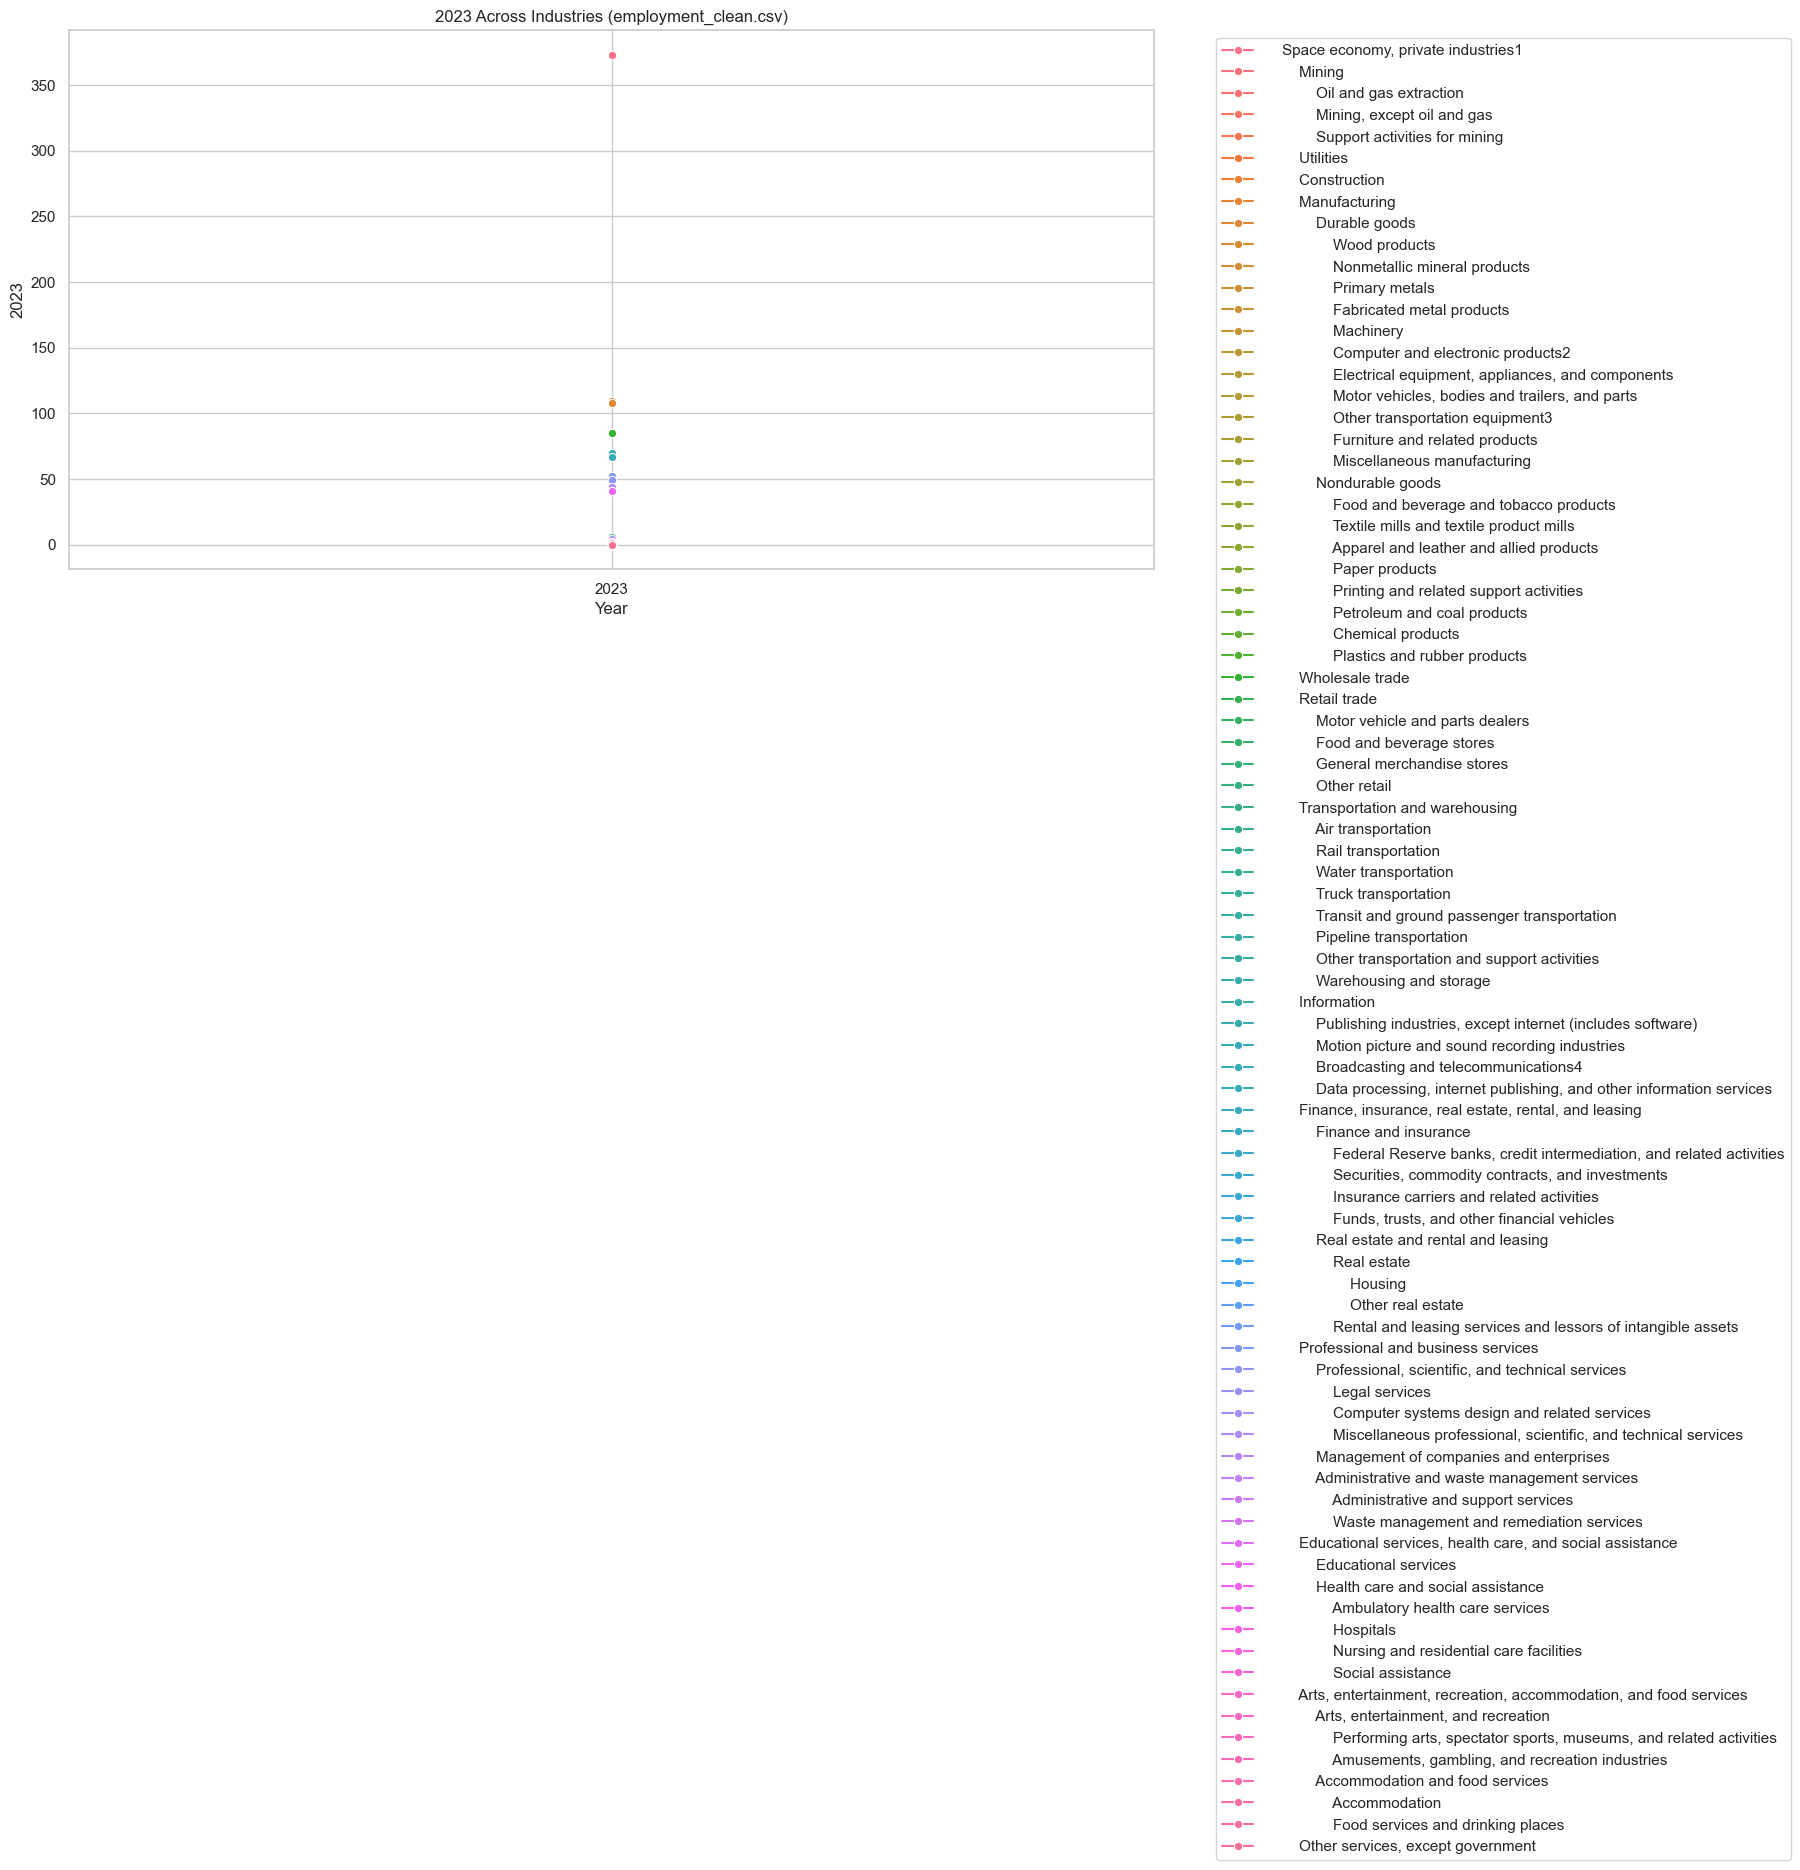 2023 Across Industries (employment_clean.csv)
350
300
250
200
150
100
50
0
2023
2023
Year
Space economy, private industries1
Mining
Oil and gas extraction
Mining, except oil and gas
Support activities for mining
Utilities
Construction
Manufacturing
Durable goods
Wood products
Nonmetallic mineral products
Primary metals
Fabricated metal products
Machinery
Computer and electronic products2
Electrical equipment, appliances, and components
Motor vehicles, bodies and trailers, and parts
Other transportation equipment3
Furniture and related products
Miscellaneous manufacturing
Nondurable goods
Food and beverage and tobacco products
Textile mills and textile product mills
Apparel and leather and allied products
Paper products
Printing and related support activities
Petroleum and coal products
Chemical products
Plastics and rubber products
Wholesale trade
Retail trade
Motor vehicle and parts dealers
Food and beverage stores
General merchandise stores
Other retail
Transportation and warehousing
Air transportation
Rail transportation
Water transportation
Truck transportation
Transit and ground passenger transportation
Pipeline transportation
Other transportation and support activities
Warehousing and storage
Information
Publishing industries, except internet (includes software)
Motion picture and sound recording industries
Broadcasting and telecommunications4
Data processing, internet publishing, and other information services
Finance, insurance, real estate, rental, and leasing
Finance and insurance
Federal Reserve banks, credit intermediation, and related activities
Securities, commodity contracts, and investments
Insurance carriers and related activities
Funds, trusts, and other financial vehicles
Real estate and rental and leasing
Real estate
Housing
Other real estate
Rental and leasing services and lessors of intangible assets
Professional and business services
Professional, scientific, and technical services
Legal services
Computer systems design and related services
Miscellaneous professional, scientific, and technical services
Management of companies and enterprises
Administrative and waste management services
Administrative and support services
Waste management and remediation services
Educational services, health care, and social assistance
Educational services
Health care and social assistance
Ambulatory health care services
Hospitals
Nursing and residential care facilities
Social assistance
Arts, entertainment, recreation, accommodation, and food services
Arts, entertainment, and recreation
Performing arts, spectator sports, museums, and related activities
Amusements, gambling, and recreation industries
Accommodation and food services
Accommodation
Food services and drinking places
Other services, except government